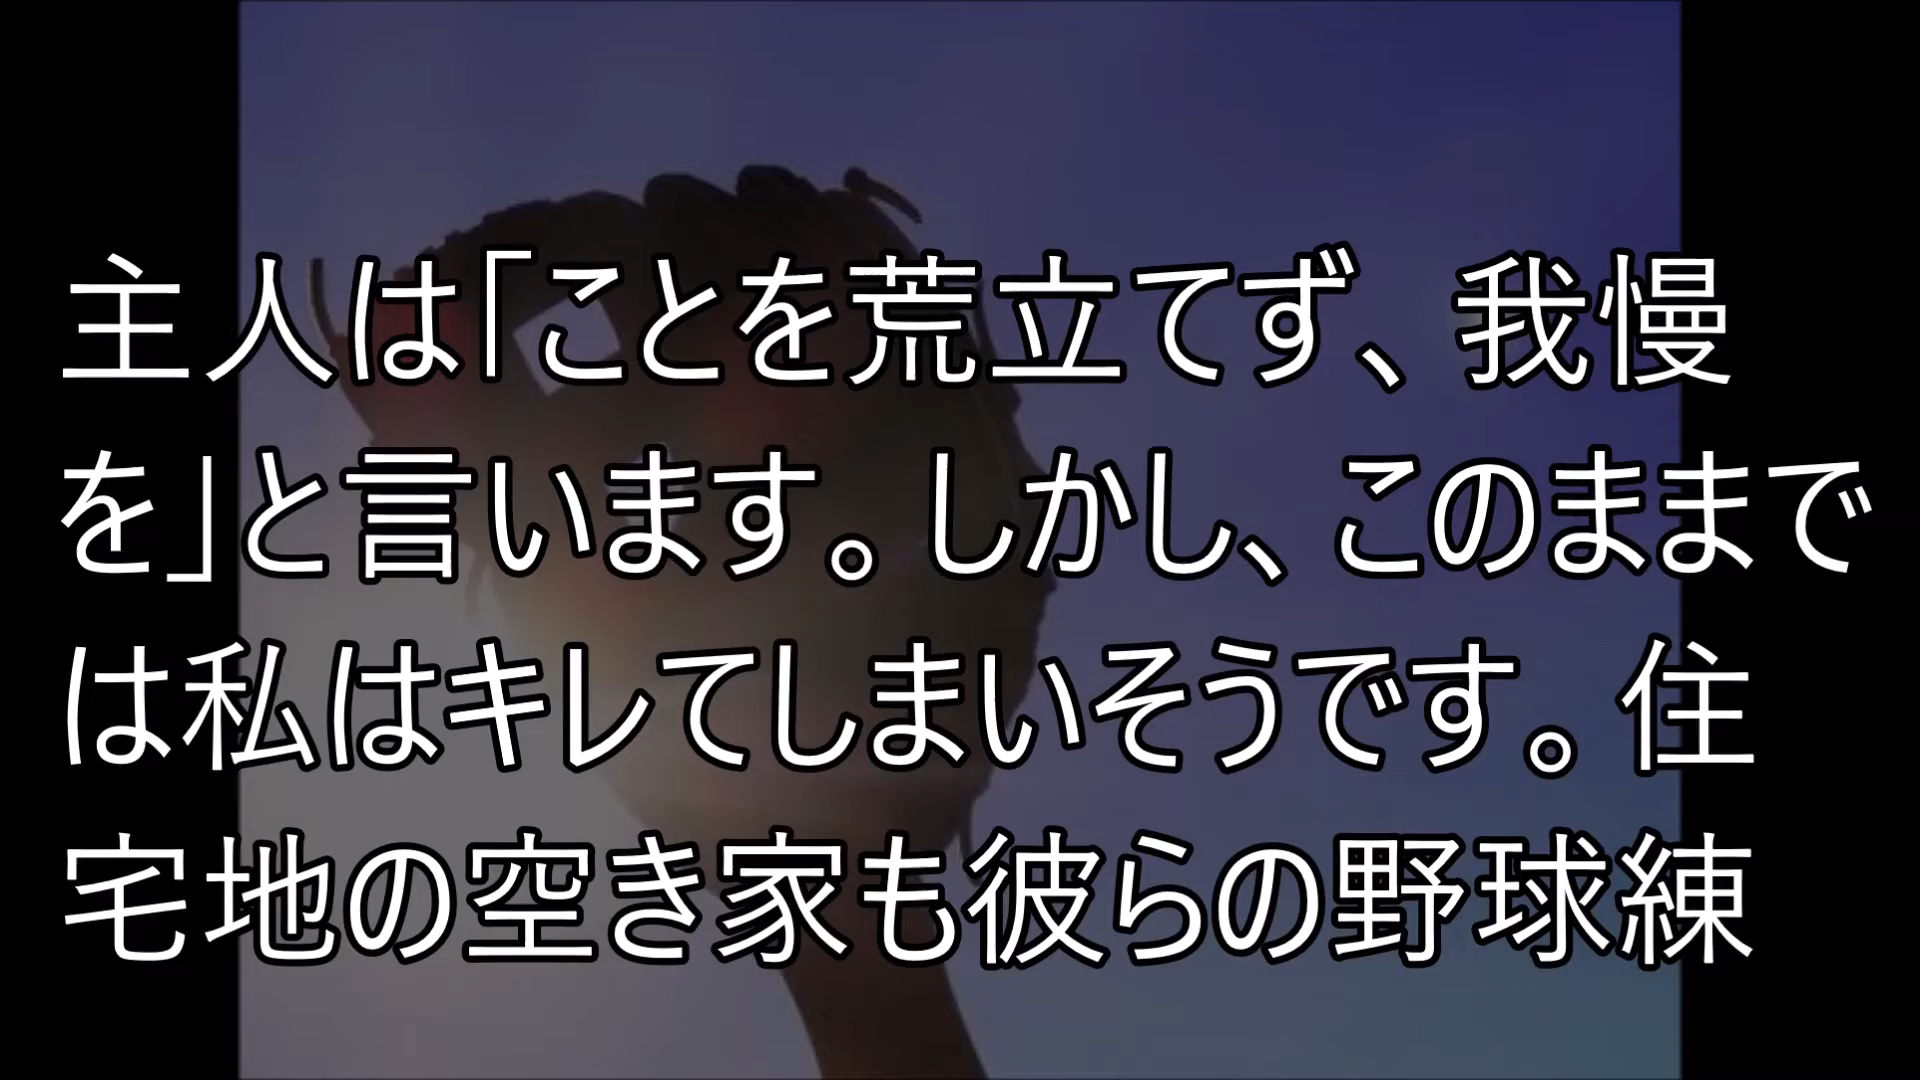 主人は「ことを荒立てず、我慢
を」と言います。しかし、このままで
は私はキレてしまいそうです。住
宅地の空き家も彼らの野球練